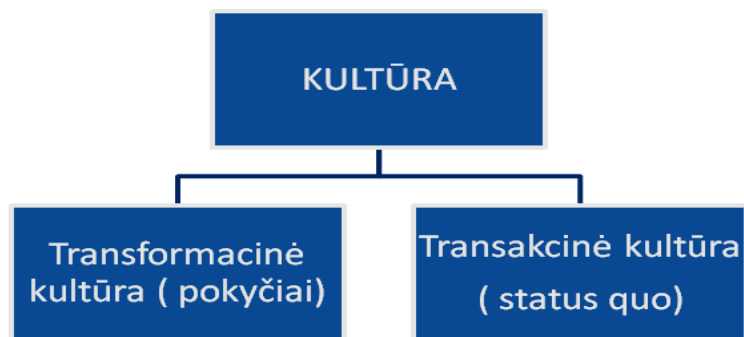 KULTŪRA
Transformacinė
kultūra ( pokyčiai)
Transakcinė kultūra
( status quo)